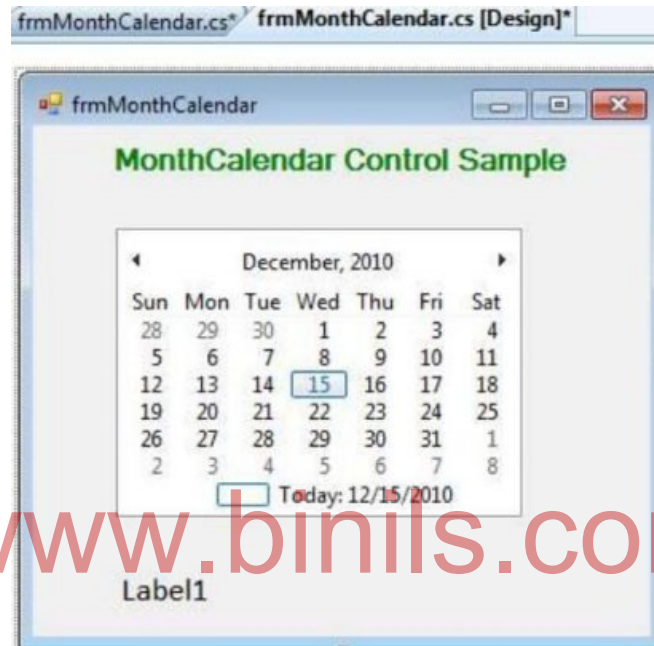 frmMonthCalendar.cs* frmMonthCalendar.cs [Design]*
frmMonthCalendar
MonthCalendar Control Sample
December, 2010
Sun Mon Tue Wed Thu Fri Sat
28 29 30 1 2 3 4
5 6 7 8 9 10 11
12 13 14 15 16 17 18
19 20 21 22 23 24 25
26 27 28 29 30 31 1
2 3 4 5 6 7 8
Today: 12/15/2010
www.binils.co
Label1